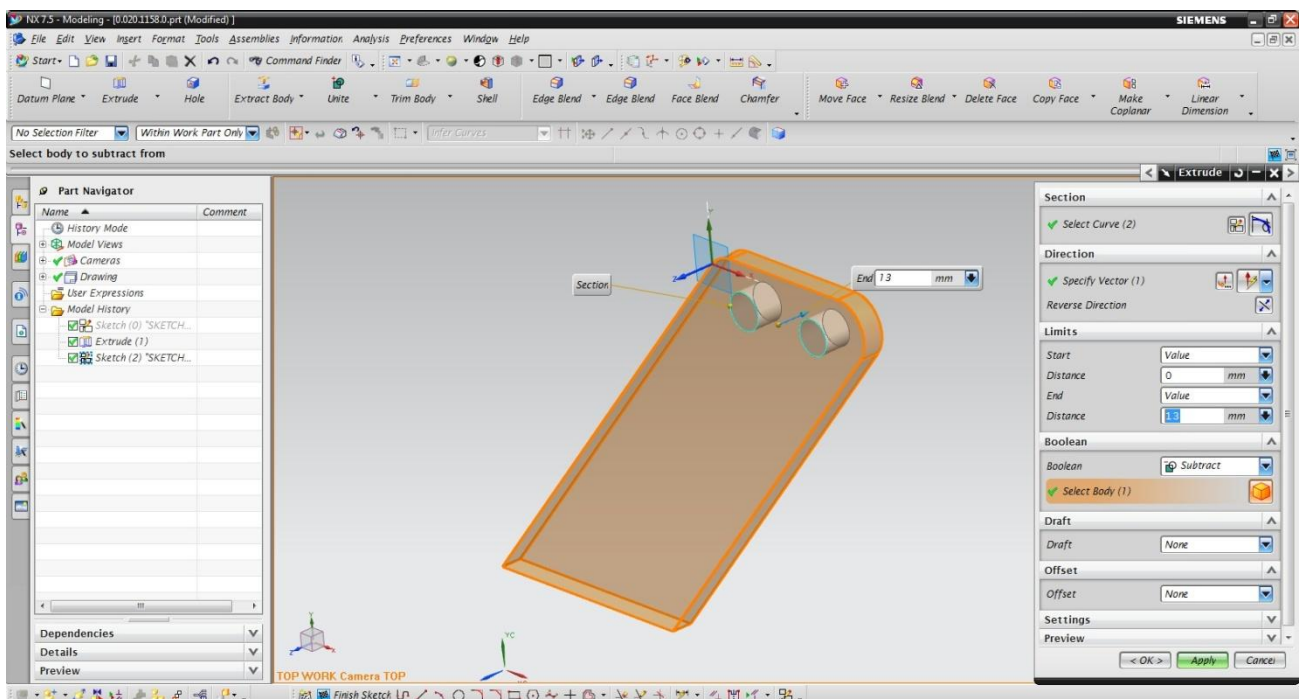 NX 7.5 - Modeling - [0.020.1158.0.prt (Modified) ] SIEMENS
File Edit View Insert Format Tools Assemblies Information Analysis Preferences Window Help
Start Command Finder
Datum Plane Extrude Hole Extract Body Unite Trim Body Shell Edge Blend Edge Blend Face Blend Chamfer Move Face Resize Blend Delete Face Copy Face Make Coplanar Linear Dimension
No Selection Filter Within Work Part Only Infer Curves
Select body to subtract from
Extrude
Part Navigator
Name Comment
History Mode
Model Views
Cameras
Drawing
User Expressions
Model History
Sketch (0) "SKETCH...
Extrude (1)
Sketch (2) "SKETCH...
Dependencies
Details
Preview
Section
End 13 mm
Y
Z
YC
TOP WORK Camera TOP
Section
Select Curve (2)
Direction
Specify Vector (1)
Reverse Direction
Limits
Start Value
Distance 0 mm
End Value
Distance 13 mm
Boolean
Boolean Subtract
Select Body (1)
Draft
Draft None
Offset
Offset None
Settings
Preview
< OK > Apply Cancel
Finish Sketch